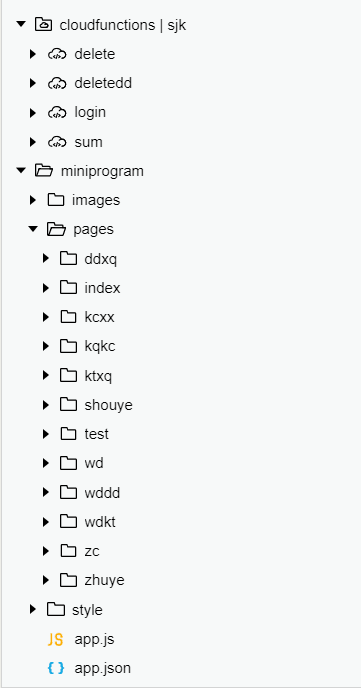 cloudfunctions | sjk
delete
deletedd
login
sum
miniprogram
images
pages
ddxq
index
kcxx
kqkc
ktxq
shouye
test
wd
wddd
wdkt
zc
zhuye
style
JS app.js
{ } app.json